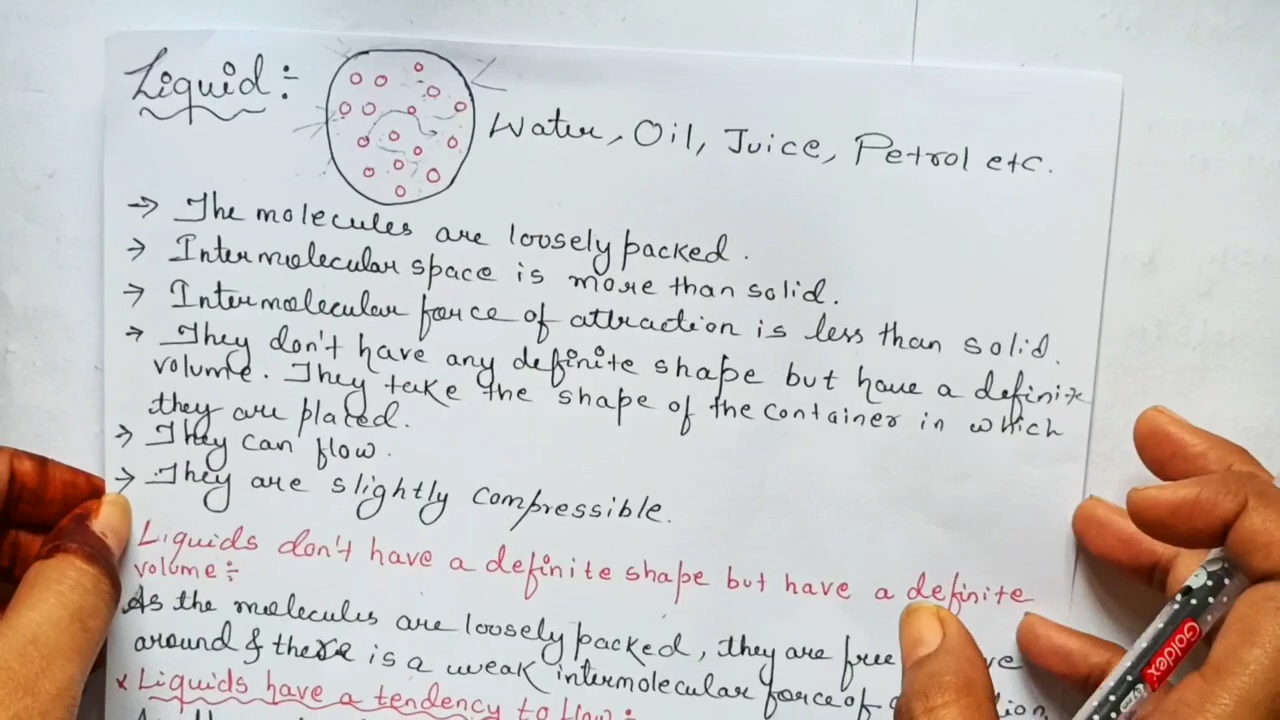 Liquid:-
Water, Oil, Juice, Petrol etc.
→ The molecules are loosely packed.
→ Intermolecular space is more than solid.
→ Intermolecular force of attraction is less than solid.
→ They don't have any definite shape but have a definite
volume. They take the shape of the container in which
they are placed.
→ They can flow.
→ They are slightly compressible.
Liquids don't have a definite shape but have a definite
volume:-
As the molecules are loosely packed, they are free
around & there is a weak intermolecular force of
x Liquids have a tendency to flow:-
Goldex